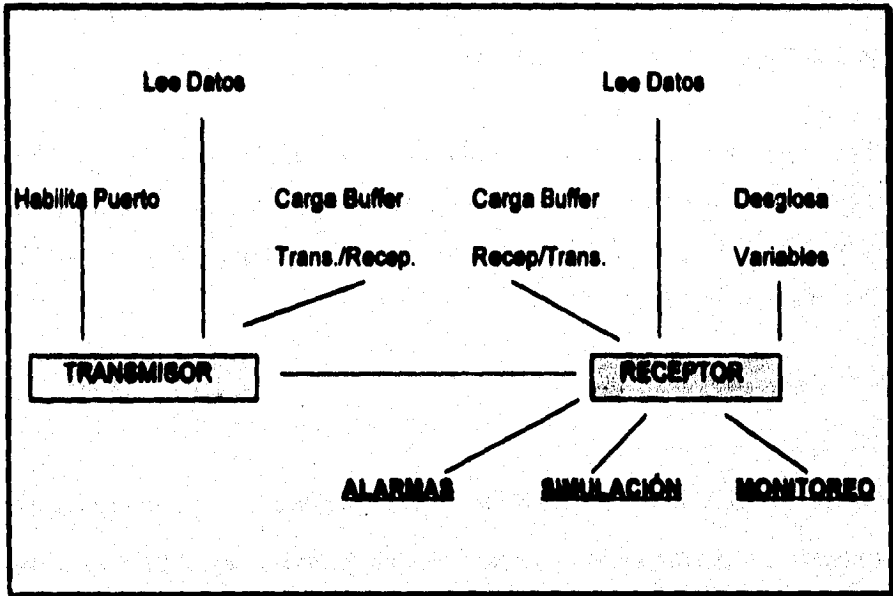 Lee Datos
Lee Datos
Habilita Puerto
Carga Buffer
Trans./Recep.
Carga Buffer
Recep/Trans.
Desglosa
Variables
TRANSMISOR
RECEPTOR
ALARMAS
SIMULACIÓN
MONITOREO